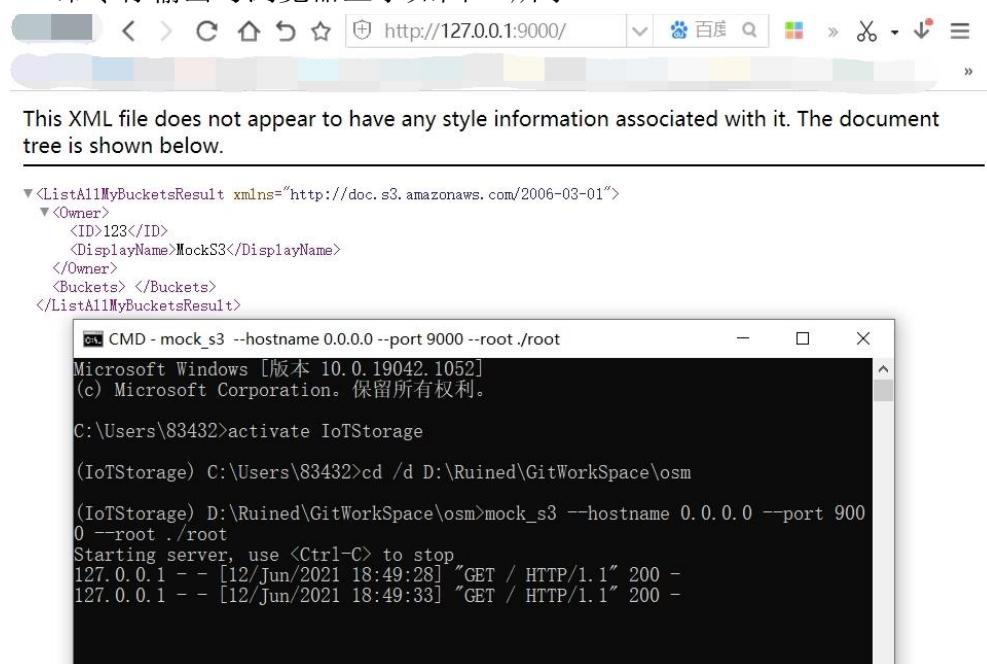 http://127.0.0.1:9000/
百度
This XML file does not appear to have any style information associated with it. The document
tree is shown below.
▼<ListAllMyBucketsResult xmlns="http://doc.s3.amazonaws.com/2006-03-01">
▼<Owner>
<ID>123</ID>
<DisplayName>MockS3</DisplayName>
</Owner>
<Buckets> </Buckets>
</ListAllMyBucketsResult>
CMD - mock_s3 --hostname 0.0.0.0 --port 9000 --root ./root
Microsoft Windows [版本 10.0.19042.1052]
(c) Microsoft Corporation。保留所有权利。
C:\Users\83432>activate IoTStorage
(IoTStorage) C:\Users\83432>cd /d D:\Ruined\GitWorkSpace\osm
(IoTStorage) D:\Ruined\GitWorkSpace\osm>mock_s3 --hostname 0.0.0.0 --port 900
0 --root ./root
Starting server, use <Ctrl-C> to stop
127.0.0.1 - - [12/Jun/2021 18:49:28] "GET / HTTP/1.1" 200 -
127.0.0.1 - - [12/Jun/2021 18:49:33] "GET / HTTP/1.1" 200 -